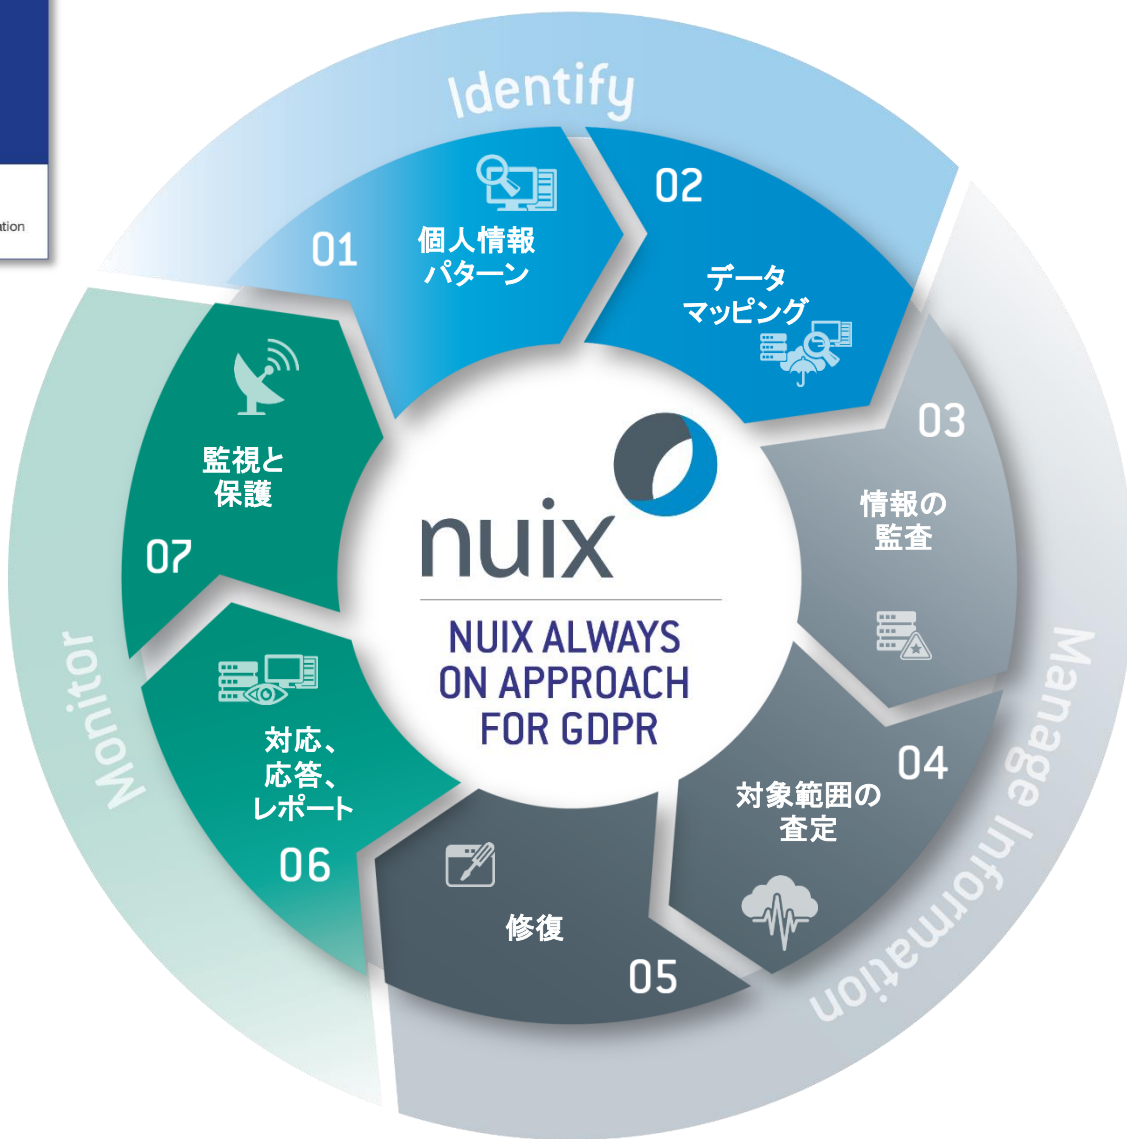 Identify
01
個人情報
パターン
02
データ
マッピング
03
情報の
監査
04
対象範囲の
査定
Manage Information
05
修復
06
対応、
応答、
レポート
07
監視と
保護
Monitor
nuix
NUIX ALWAYS
ON APPROACH
FOR GDPR